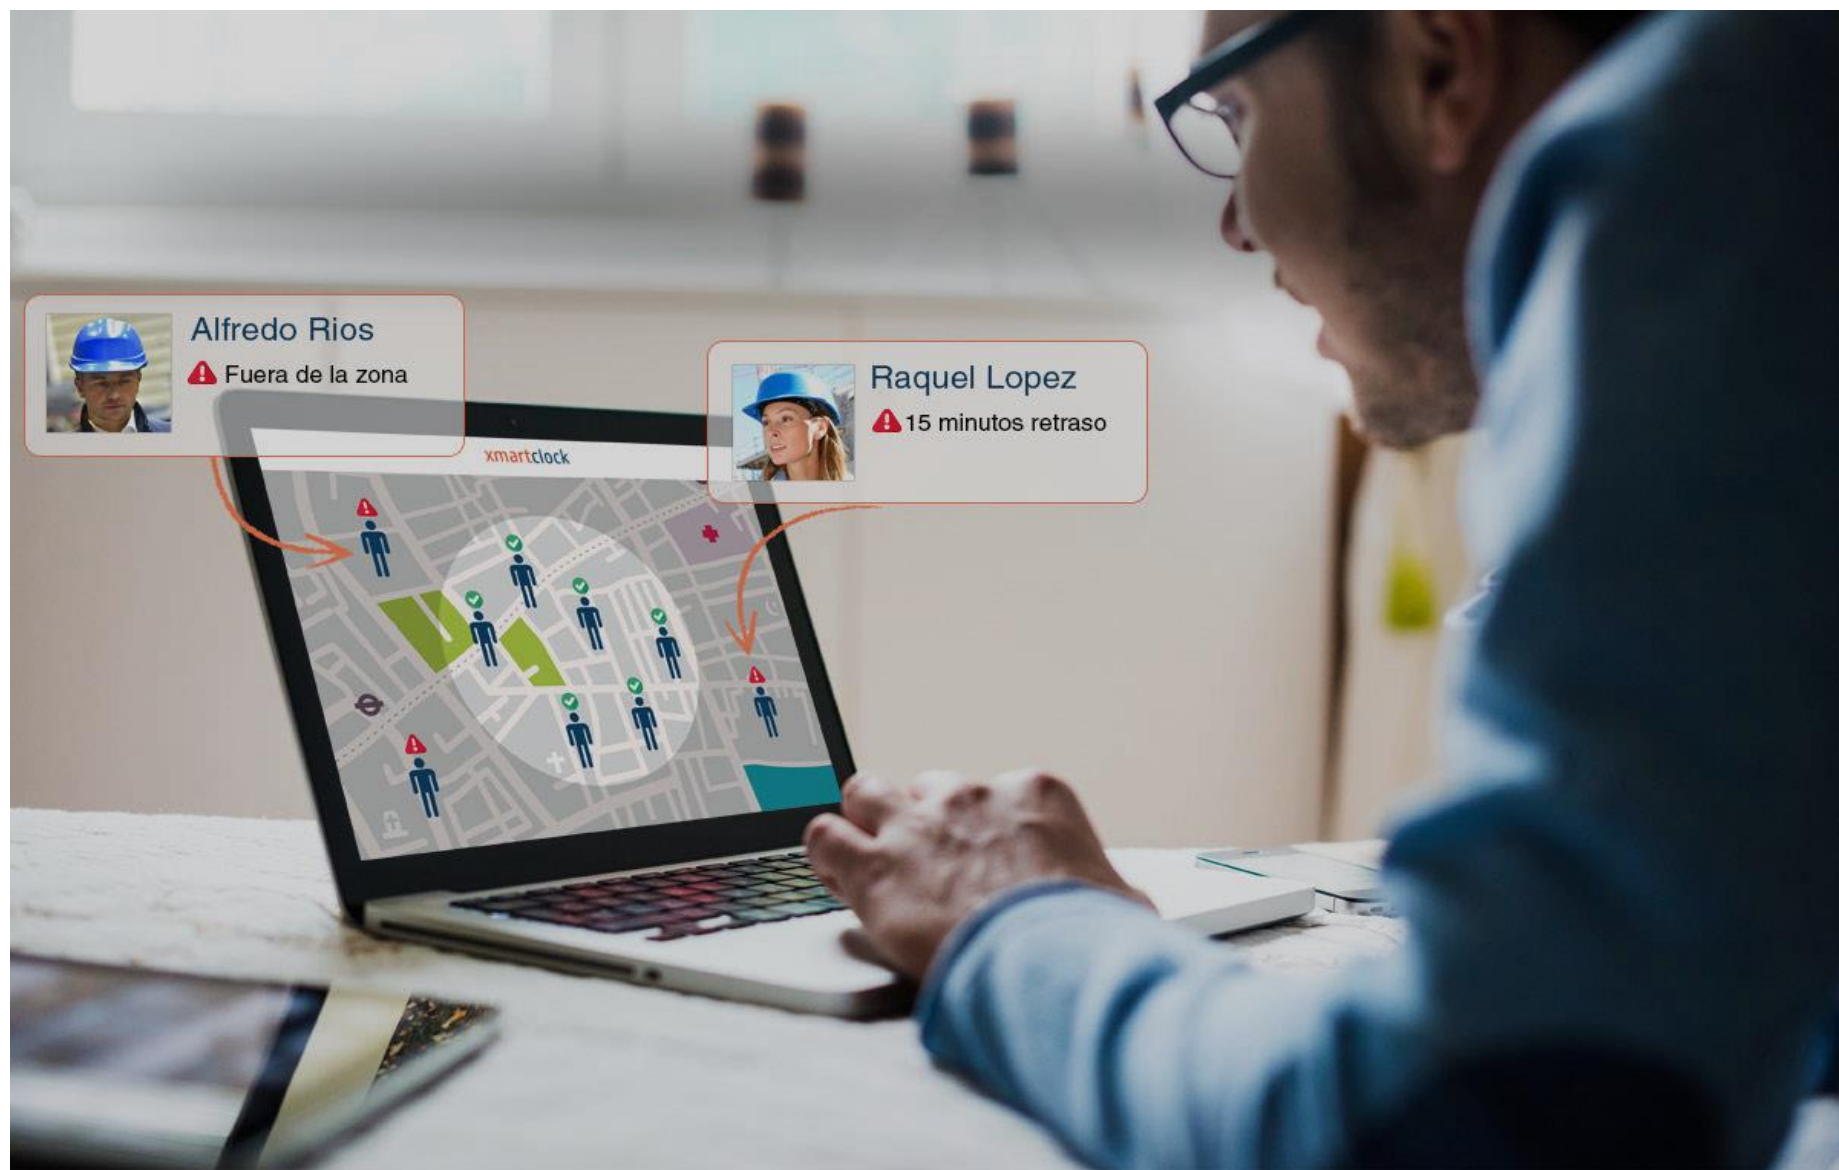 Alfredo Rios
Fuera de la zona
Raquel Lopez
15 minutos retraso
xmartclock